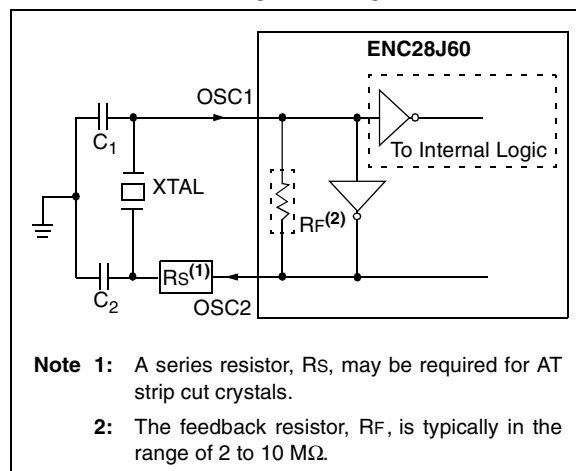 ENC28J60
OSC1
C1
To Internal Logic
XTAL
RF(2)
RS(1)
C2
OSC2
Note 1: A series resistor, RS, may be required for AT
strip cut crystals.
2: The feedback resistor, RF, is typically in the
range of 2 to 10 MΩ.